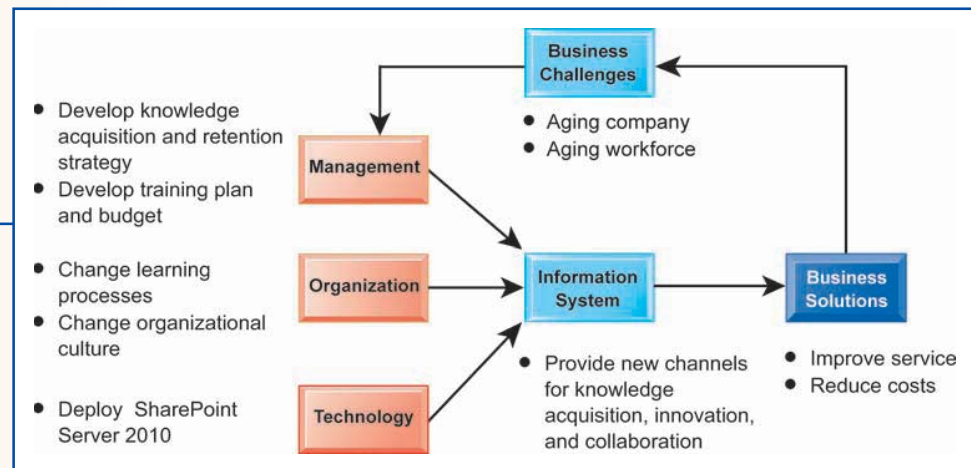 Business
Challenges
• Aging company
• Aging workforce
• Develop knowledge
acquisition and retention
strategy
• Develop training plan
and budget
Management
• Change learning
processes
• Change organizational
culture
Organization
• Deploy SharePoint
Server 2010
Technology
Information
System
• Provide new channels
for knowledge
acquisition, innovation,
and collaboration
Business
Solutions
• Improve service
• Reduce costs